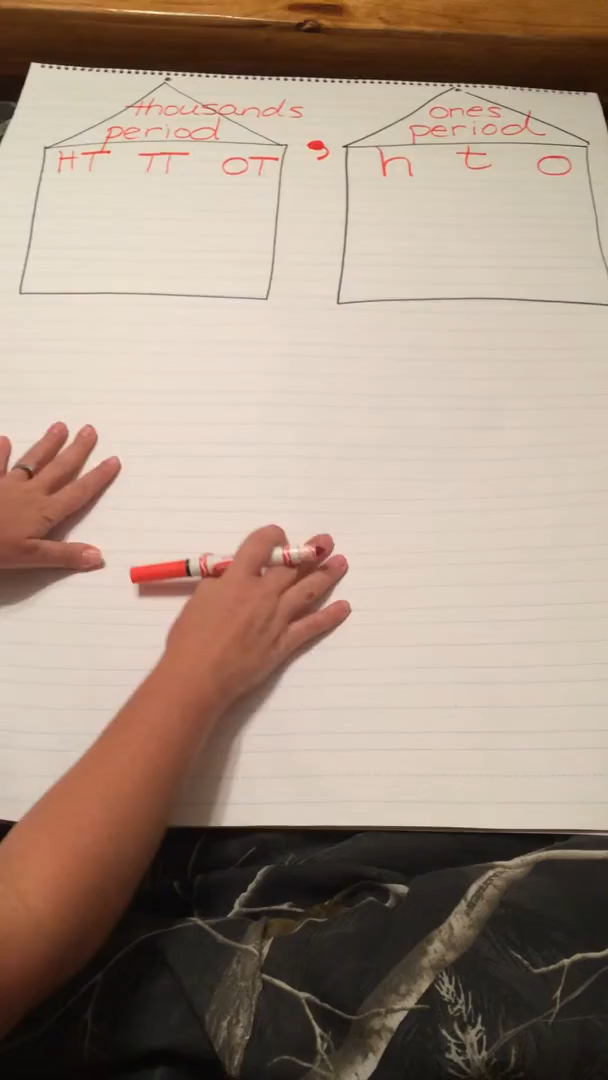 thousands
period
HT TT OT
,
ones
period
h t o